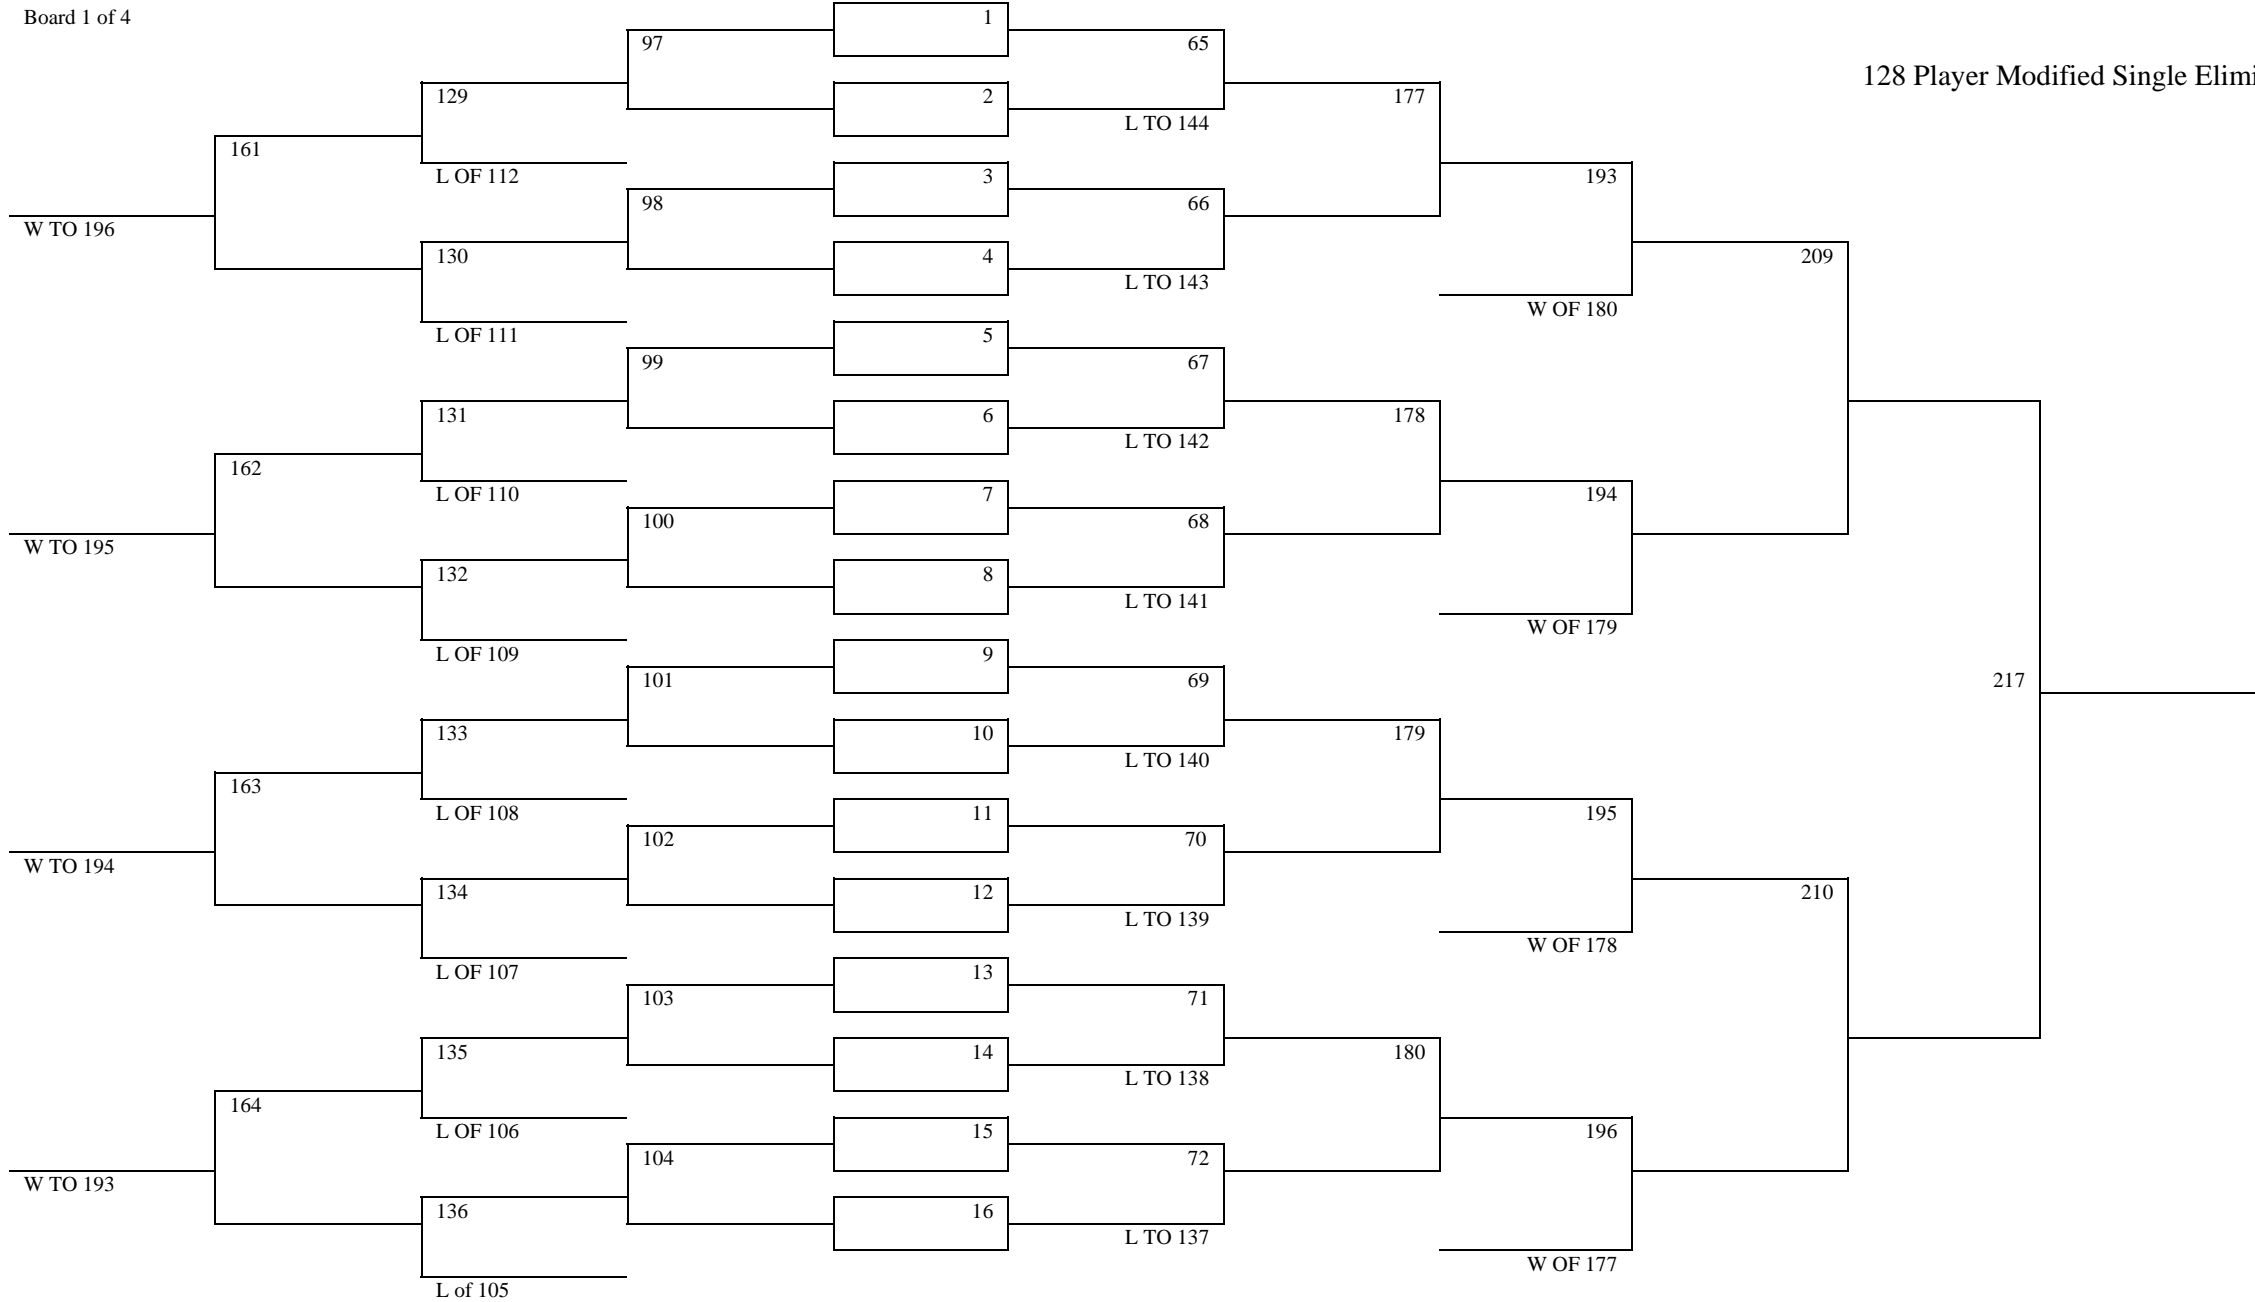 Board 1 of 4
1
97
65
128 Player Modified Single Elimi
129
2
177
L TO 144
161
L OF 112
3
193
98
66
W TO 196
130
4
209
L TO 143
L OF 111
5
W OF 180
99
67
131
6
178
L TO 142
162
L OF 110
7
194
100
68
W TO 195
132
8
L TO 141
W OF 179
L OF 109
9
101
69
217
133
10
179
L TO 140
163
L OF 108
11
195
102
70
W TO 194
134
12
210
L TO 139
W OF 178
L OF 107
13
103
71
135
14
180
L TO 138
164
L OF 106
15
196
104
72
W TO 193
136
16
L TO 137
W OF 177
L of 105